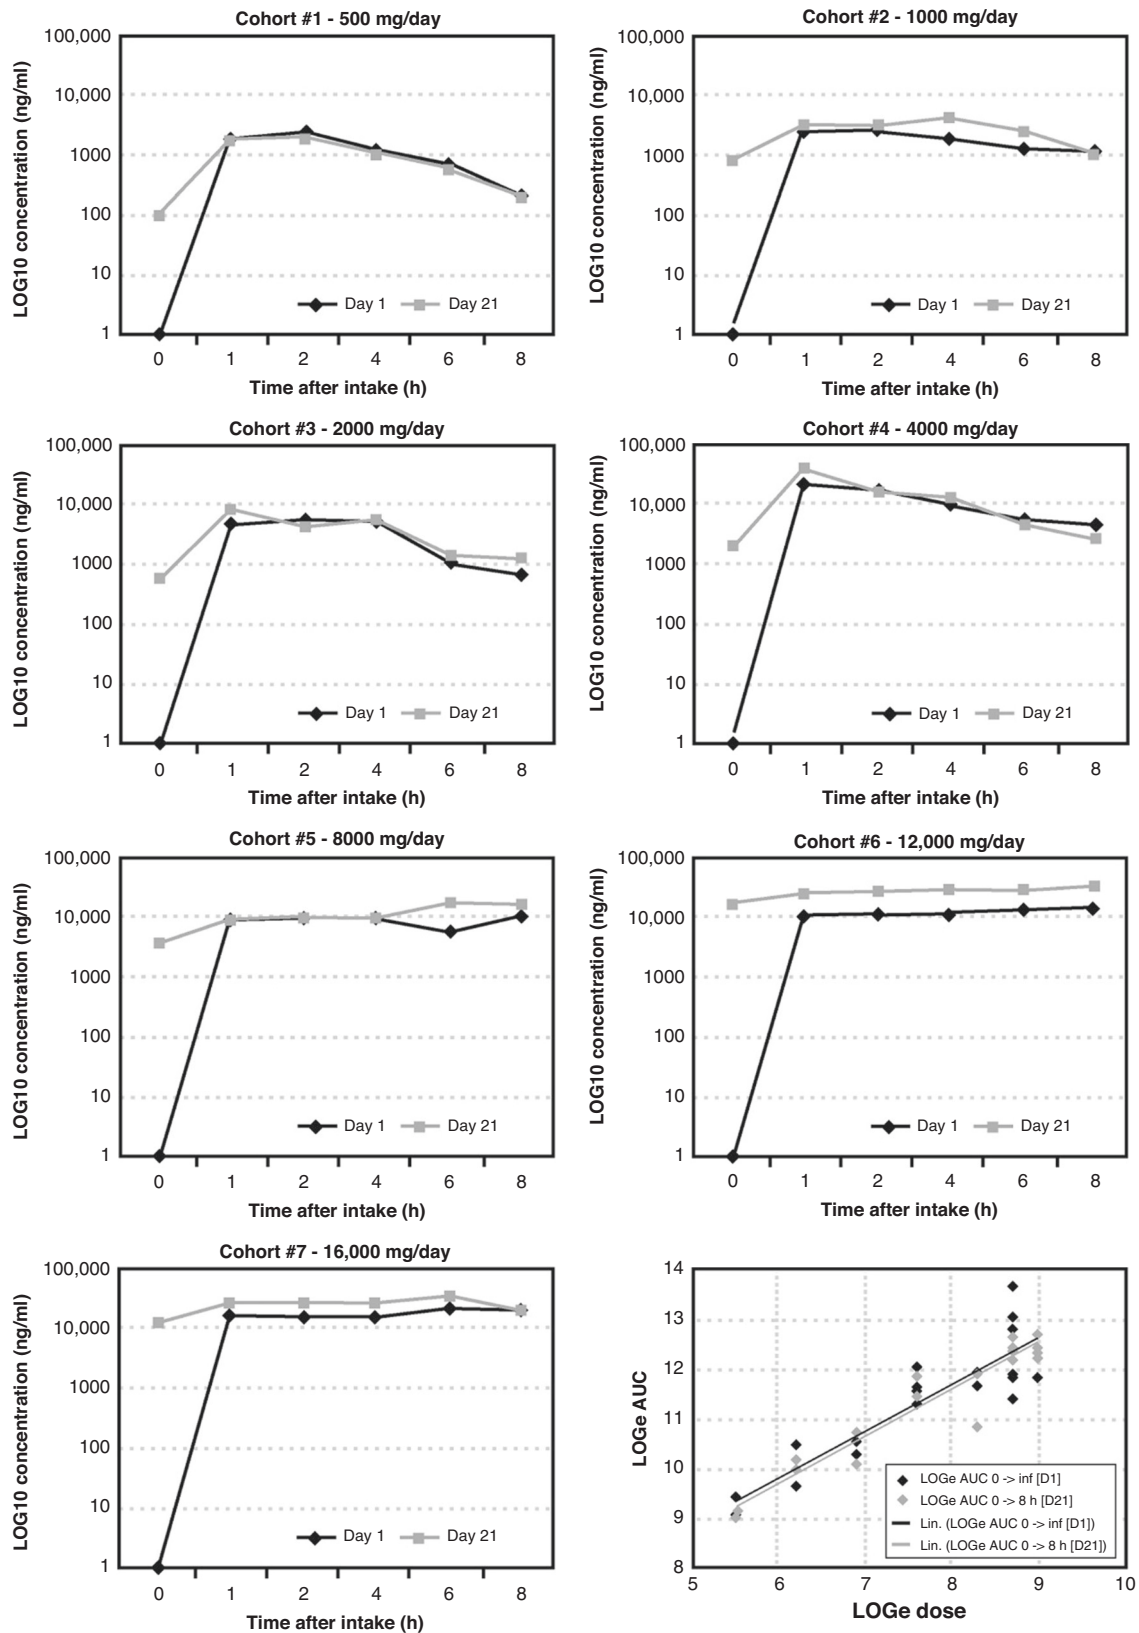 Cohort #1 - 500 mg/day
LOG10 concentration (ng/ml)
100,000
10,000
1000
100
10
1
Day 1 Day 21
0 1 2 4 6 8
Time after intake (h)
Cohort #2 - 1000 mg/day
LOG10 concentration (ng/ml)
100,000
10,000
1000
100
10
1
Day 1 Day 21
0 1 2 4 6 8
Time after intake (h)
Cohort #3 - 2000 mg/day
LOG10 concentration (ng/ml)
100,000
10,000
1000
100
10
1
Day 1 Day 21
0 1 2 4 6 8
Time after intake (h)
Cohort #4 - 4000 mg/day
LOG10 concentration (ng/ml)
100,000
10,000
1000
100
10
1
Day 1 Day 21
0 1 2 4 6 8
Time after intake (h)
Cohort #5 - 8000 mg/day
LOG10 concentration (ng/ml)
100,000
10,000
1000
100
10
1
Day 1 Day 21
0 1 2 4 6 8
Time after intake (h)
Cohort #6 - 12,000 mg/day
LOG10 concentration (ng/ml)
100,000
10,000
1000
100
10
1
Day 1 Day 21
0 1 2 4 6 8
Time after intake (h)
Cohort #7 - 16,000 mg/day
LOG10 concentration (ng/ml)
100,000
10,000
1000
100
10
1
Day 1 Day 21
0 1 2 4 6 8
Time after intake (h)
LOGe AUC
14
13
12
11
10
9
8
LOGe AUC 0 -> inf [D1]
LOGe AUC 0 -> 8 h [D21]
Lin. (LOGe AUC 0 -> inf [D1])
Lin. (LOGe AUC 0 -> 8 h [D21])
5 6 7 8 9 10
LOGe dose